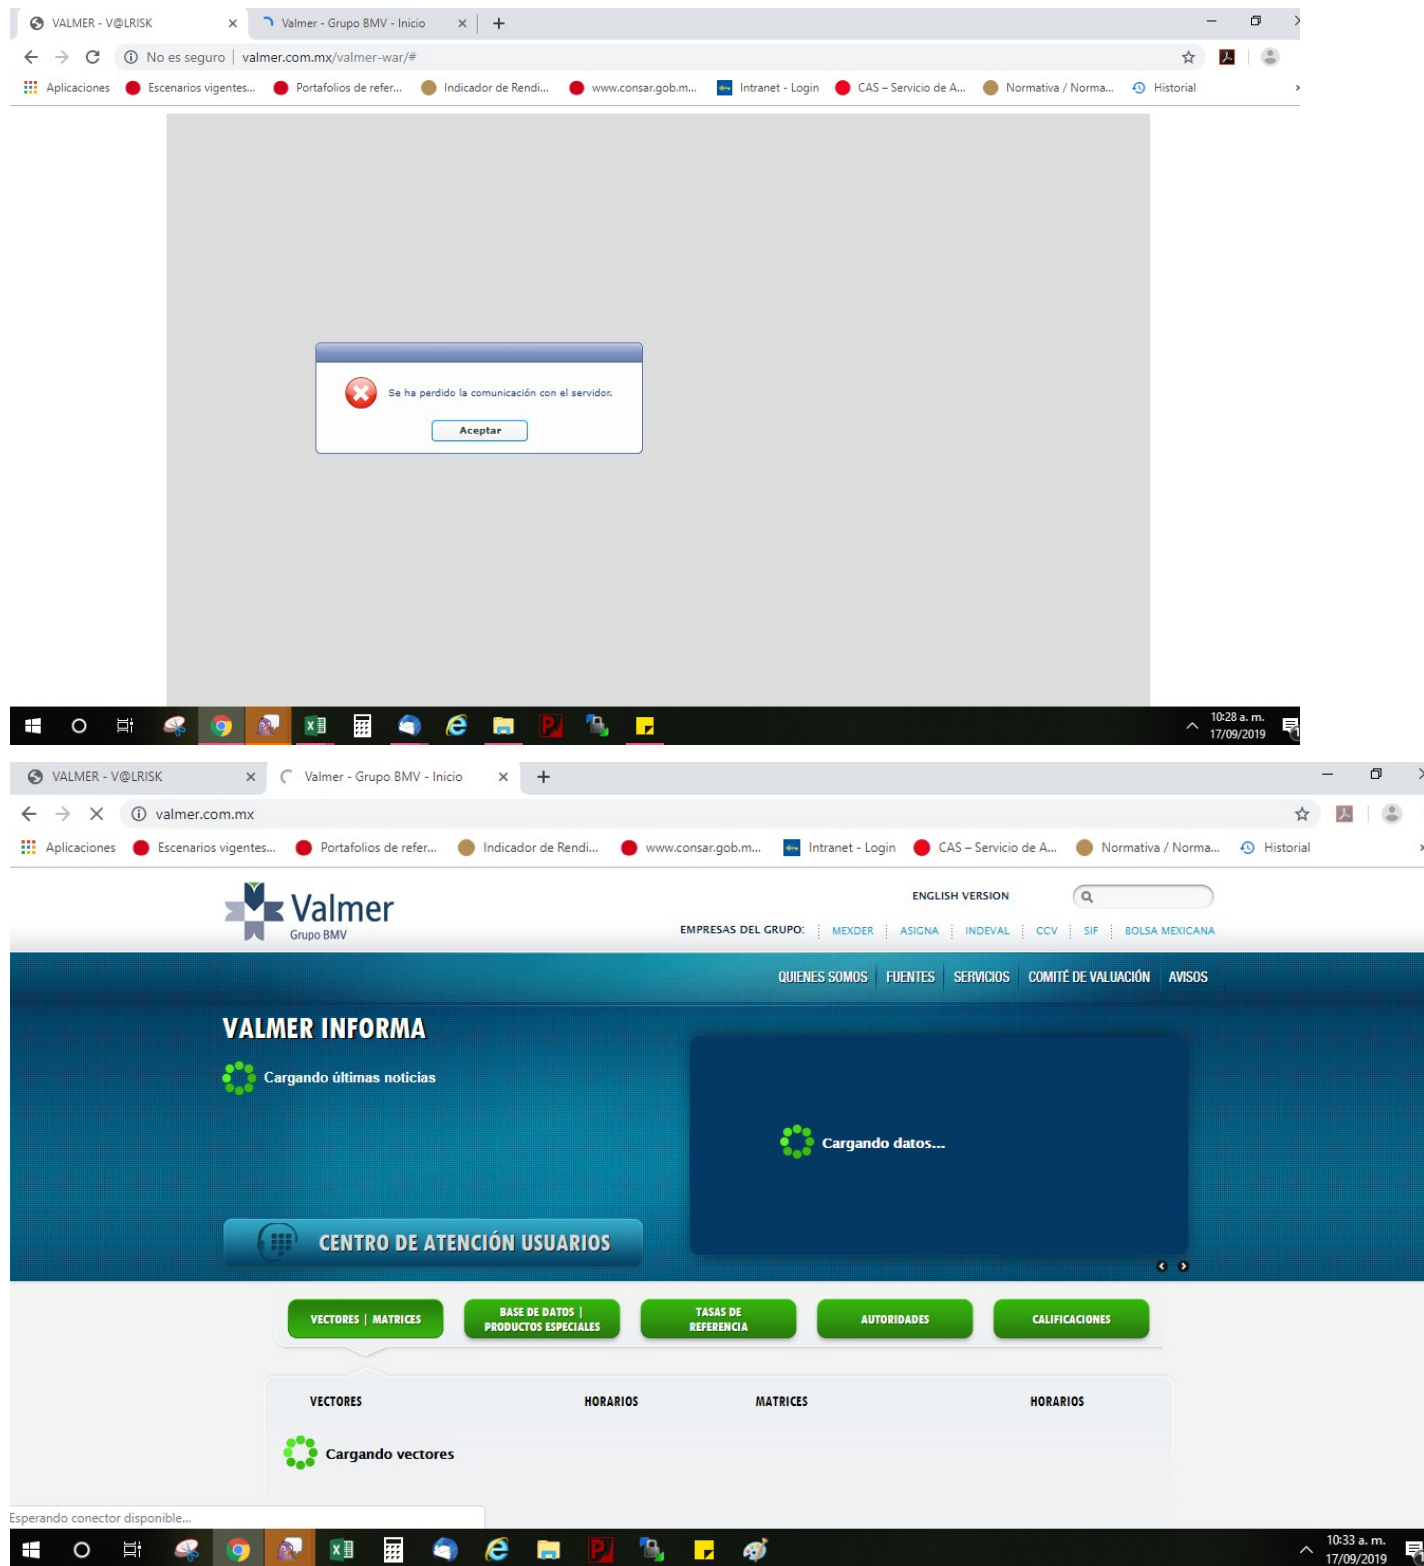 VALMER - V@LRISK
Valmer - Grupo BMV - Inicio
No es seguro | valmer.com.mx/valmer-war/#
Aplicaciones Escenarios vigentes... Portafolios de refer... Indicador de Rendi... www.consar.gob.m... Intranet - Login CAS – Servicio de A... Normativa / Norma... Historial
Se ha perdido la comunicación con el servidor.
Aceptar
10:28 a. m.
17/09/2019
VALMER - V@LRISK
Valmer - Grupo BMV - Inicio
valmer.com.mx
Aplicaciones Escenarios vigentes... Portafolios de refer... Indicador de Rendi... www.consar.gob.m... Intranet - Login CAS – Servicio de A... Normativa / Norma... Historial
Valmer
Grupo BMV
ENGLISH VERSION
EMPRESAS DEL GRUPO: MEXDER ASIGNA INDEVAL CCV SIF BOLSA MEXICANA
QUIENES SOMOS FUENTES SERVICIOS COMITÉ DE VALUACIÓN AVISOS
VALMER INFORMA
Cargando últimas noticias
Cargando datos...
CENTRO DE ATENCIÓN USUARIOS
VECTORES | MATRICES
BASE DE DATOS |
PRODUCTOS ESPECIALES
TASAS DE
REFERENCIA
AUTORIDADES
CALIFICACIONES
VECTORES HORARIOS MATRICES HORARIOS
Cargando vectores
Esperando conector disponible...
10:33 a. m.
17/09/2019